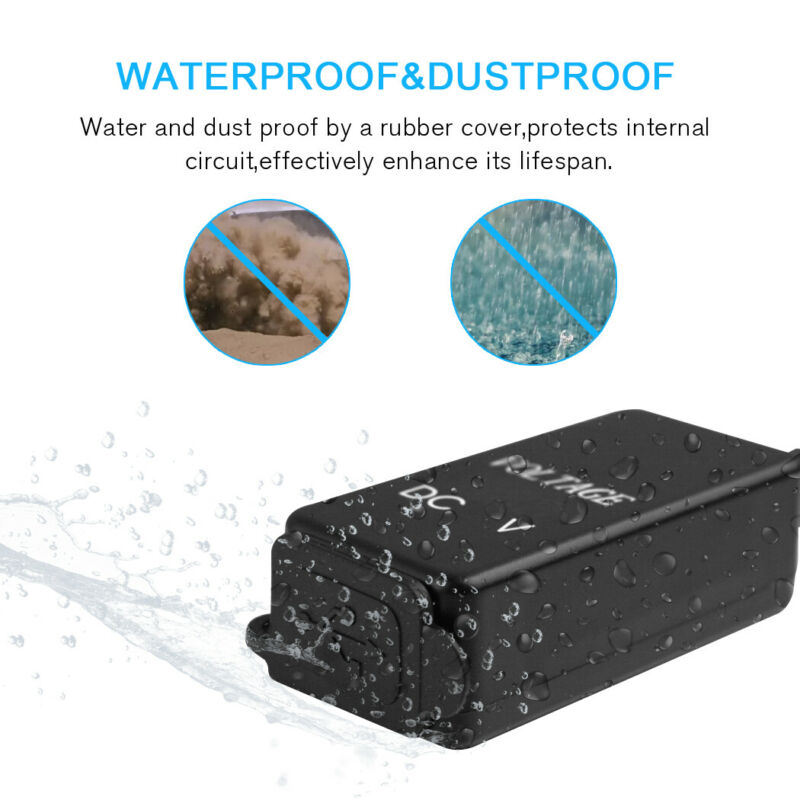 WATERPROOF&DUSTPROOF
Water and dust proof by a rubber cover,protects internal
circuit,effectively enhance its lifespan.
VOLTAGE
DC V